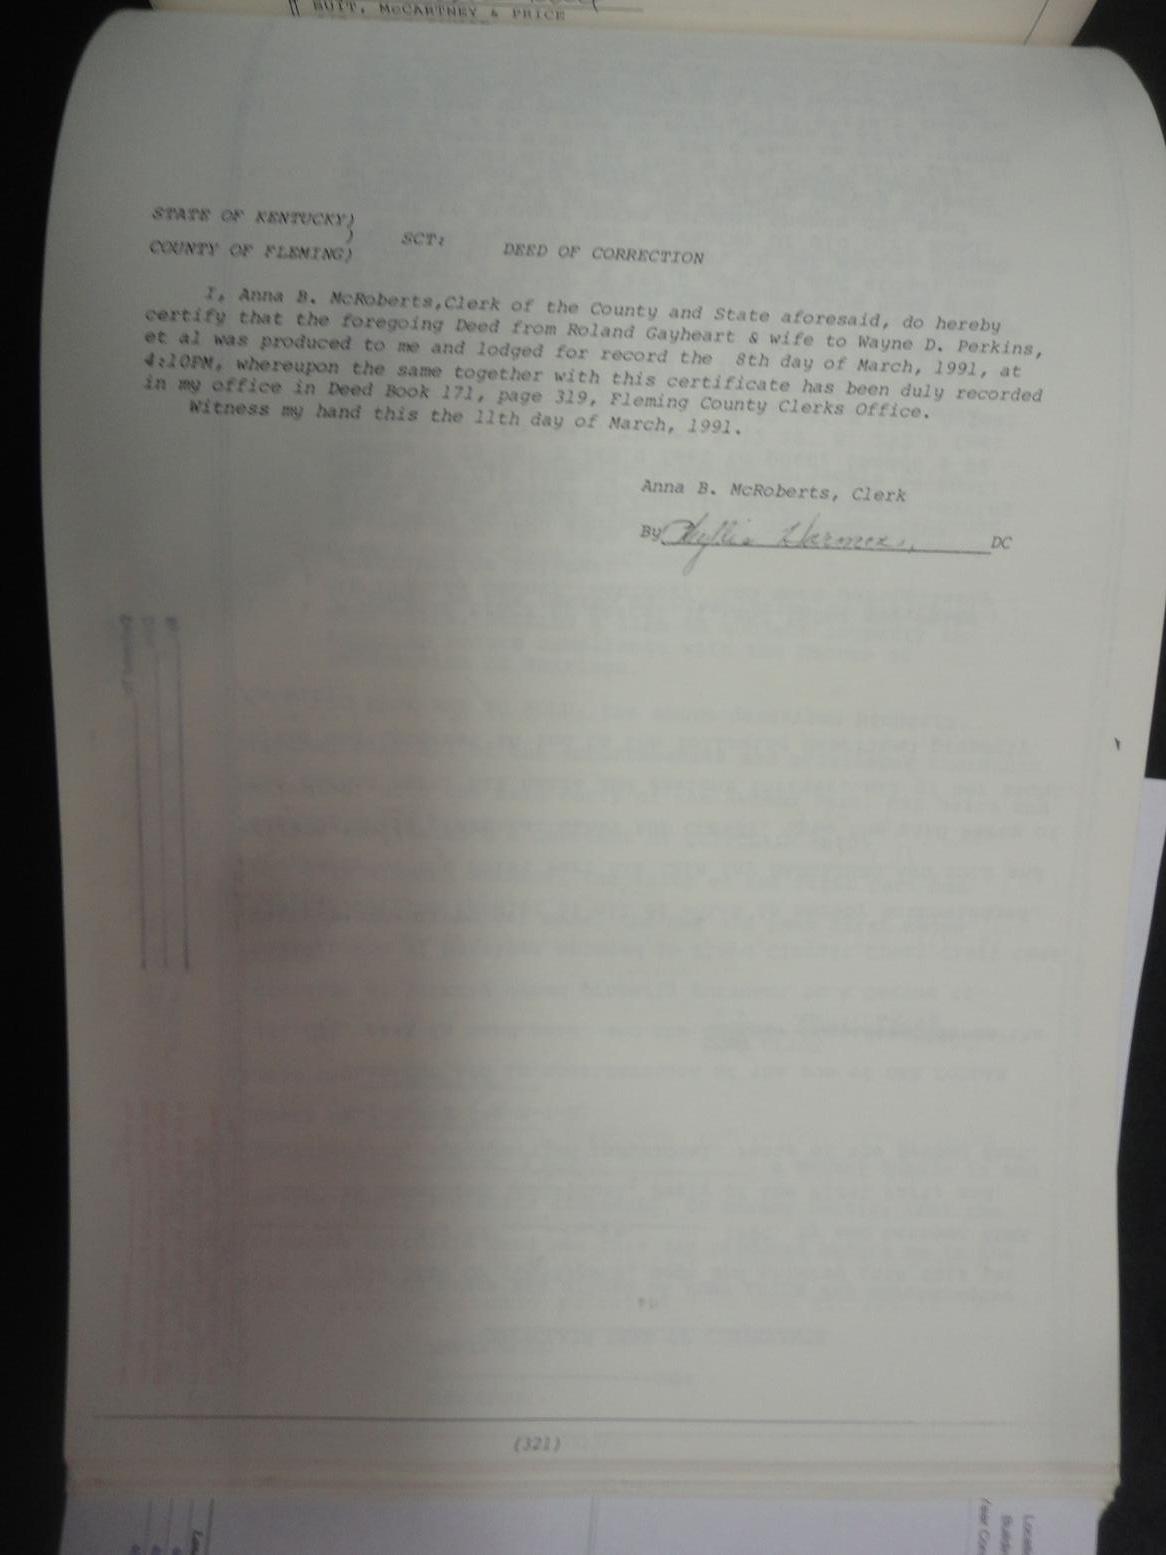 BUIT, McCARTNEY & PRICE
STATE OF KENTUCKY)
)
SCT:
DEED OF CORRECTION
COUNTY OF FLEMING)
I, Anna B. McRoberts,Clerk of the County and State aforesaid, do hereby
certify that the foregoing Deed from Roland Gayheart & wife to Wayne D. Perkins,
et al was produced to me and lodged for record the 8th day of March, 1991, at
4:10PM, whereupon the same together with this certificate has been duly recorded
in my office in Deed Book 171, page 319, Fleming County Clerks Office.
Witness my hand this the 11th day of March, 1991.
Anna B. McRoberts, Clerk
By Phyllis DC
(321)